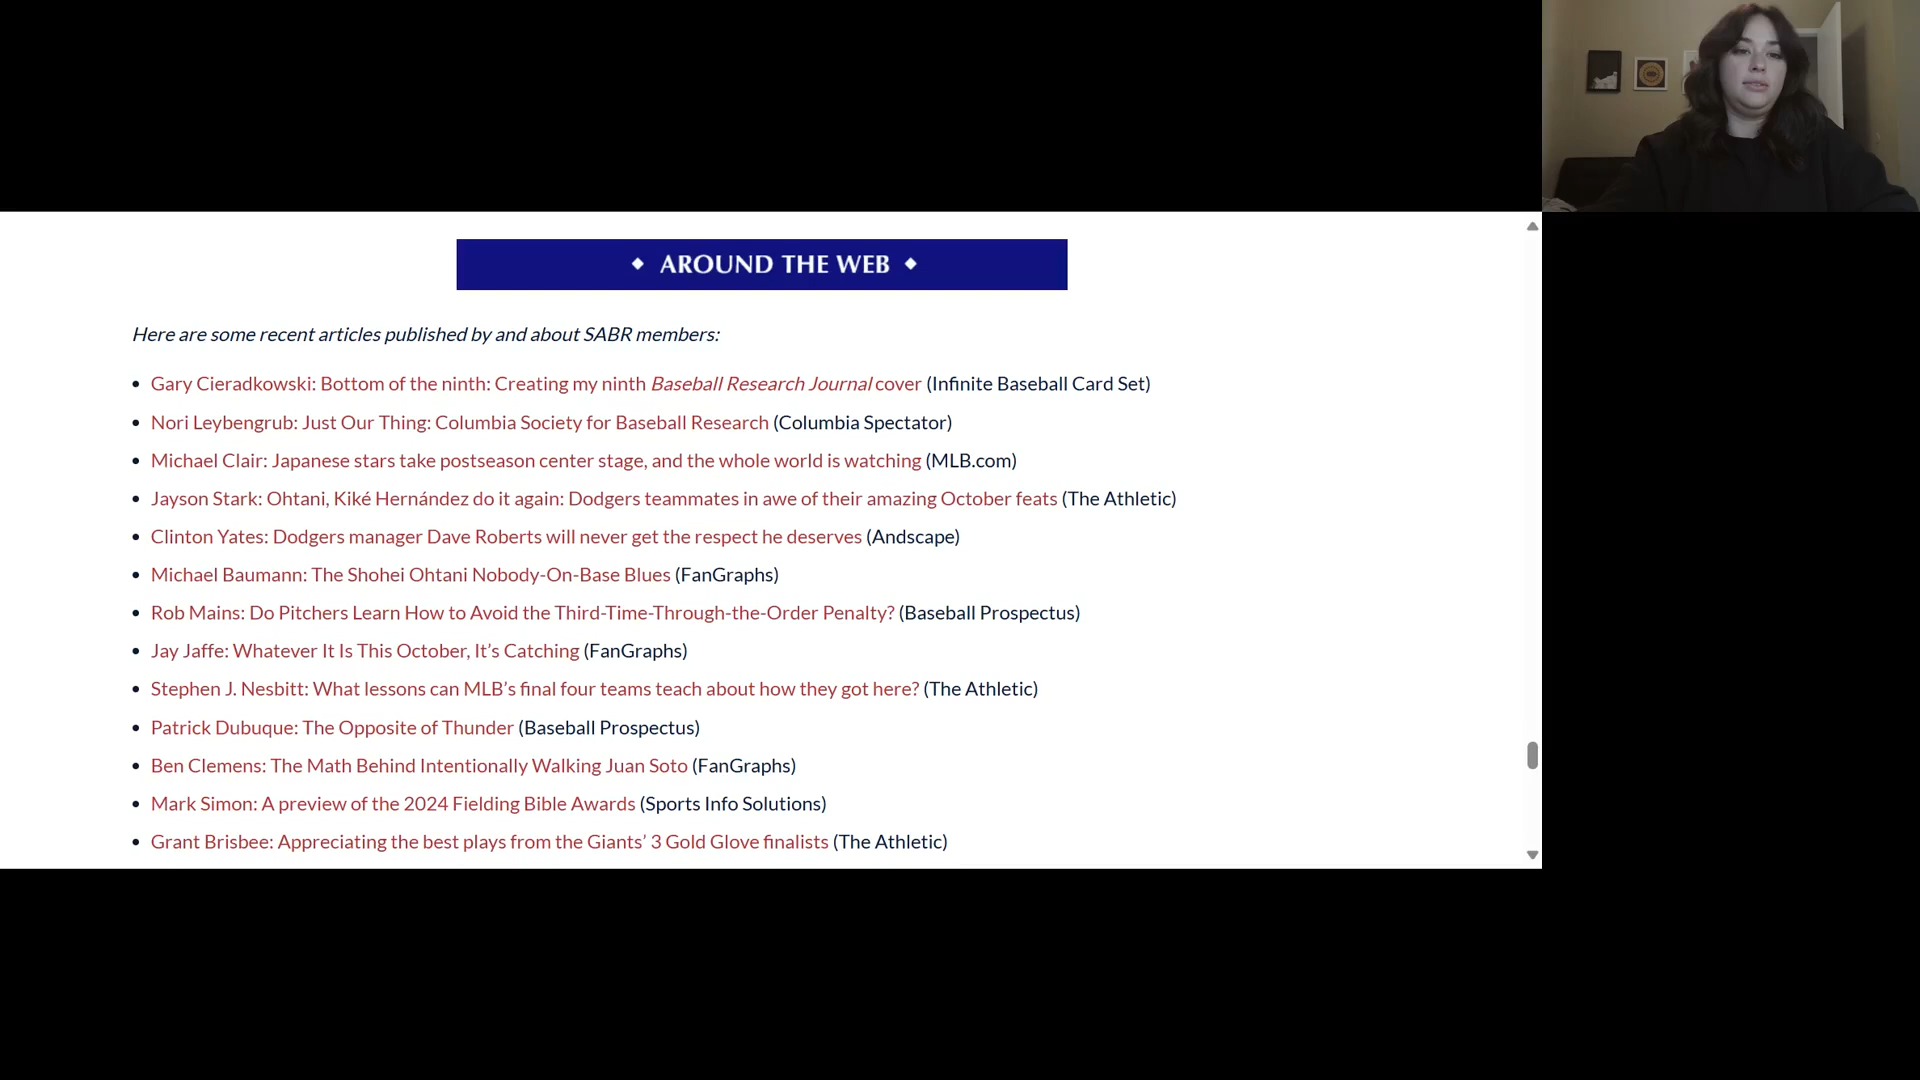 ◆ AROUND THE WEB ◆
Here are some recent articles published by and about SABR members:
• Gary Cieradkowski: Bottom of the ninth: Creating my ninth Baseball Research Journal cover (Infinite Baseball Card Set)
• Nori Leybengrub: Just Our Thing: Columbia Society for Baseball Research (Columbia Spectator)
• Michael Clair: Japanese stars take postseason center stage, and the whole world is watching (MLB.com)
• Jayson Stark: Ohtani, Kiké Hernández do it again: Dodgers teammates in awe of their amazing October feats (The Athletic)
• Clinton Yates: Dodgers manager Dave Roberts will never get the respect he deserves (Andscape)
• Michael Baumann: The Shohei Ohtani Nobody-On-Base Blues (FanGraphs)
• Rob Mains: Do Pitchers Learn How to Avoid the Third-Time-Through-the-Order Penalty? (Baseball Prospectus)
• Jay Jaffe: Whatever It Is This October, It’s Catching (FanGraphs)
• Stephen J. Nesbitt: What lessons can MLB’s final four teams teach about how they got here? (The Athletic)
• Patrick Dubuque: The Opposite of Thunder (Baseball Prospectus)
• Ben Clemens: The Math Behind Intentionally Walking Juan Soto (FanGraphs)
• Mark Simon: A preview of the 2024 Fielding Bible Awards (Sports Info Solutions)
• Grant Brisbee: Appreciating the best plays from the Giants’ 3 Gold Glove finalists (The Athletic)